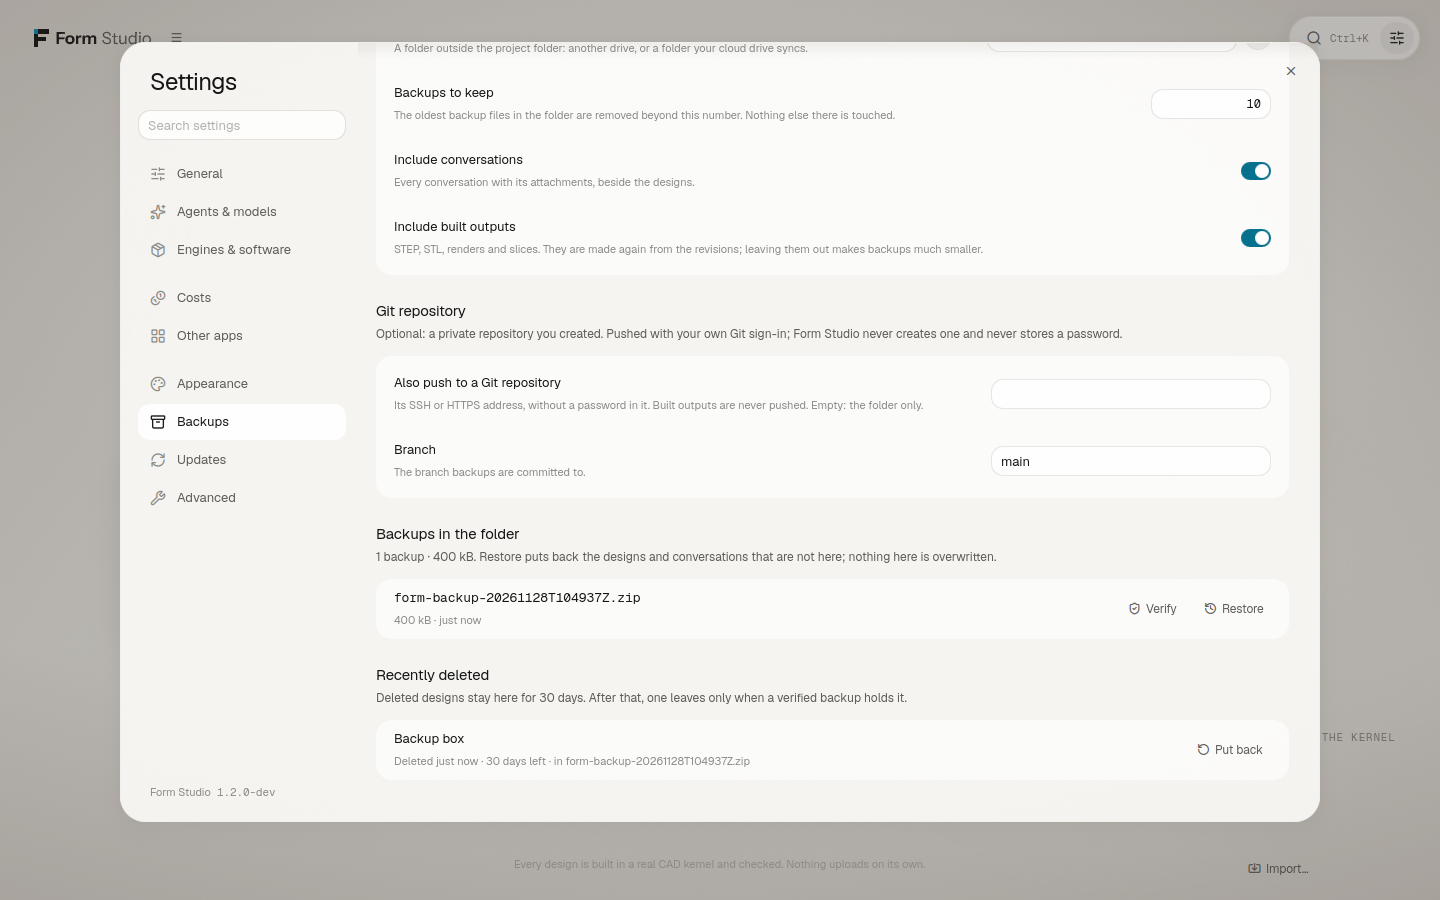 Form Studio
Ctrl+K
Settings
Search settings
General
Agents & models
Engines & software
Costs
Other apps
Appearance
Backups
Updates
Advanced
Form Studio 1.2.0-dev
A folder outside the project folder: another drive, or a folder your cloud drive syncs.
Backups to keep
The oldest backup files in the folder are removed beyond this number. Nothing else there is touched.
10
Include conversations
Every conversation with its attachments, beside the designs.
Include built outputs
STEP, STL, renders and slices. They are made again from the revisions; leaving them out makes backups much smaller.
Git repository
Optional: a private repository you created. Pushed with your own Git sign-in; Form Studio never creates one and never stores a password.
Also push to a Git repository
Its SSH or HTTPS address, without a password in it. Built outputs are never pushed. Empty: the folder only.
Branch
The branch backups are committed to.
main
Backups in the folder
1 backup · 400 kB. Restore puts back the designs and conversations that are not here; nothing here is overwritten.
form-backup-20261128T104937Z.zip
400 kB · just now
Verify
Restore
Recently deleted
Deleted designs stay here for 30 days. After that, one leaves only when a verified backup holds it.
Backup box
Deleted just now · 30 days left · in form-backup-20261128T104937Z.zip
Put back
THE KERNEL
Every design is built in a real CAD kernel and checked. Nothing uploads on its own.
Import...